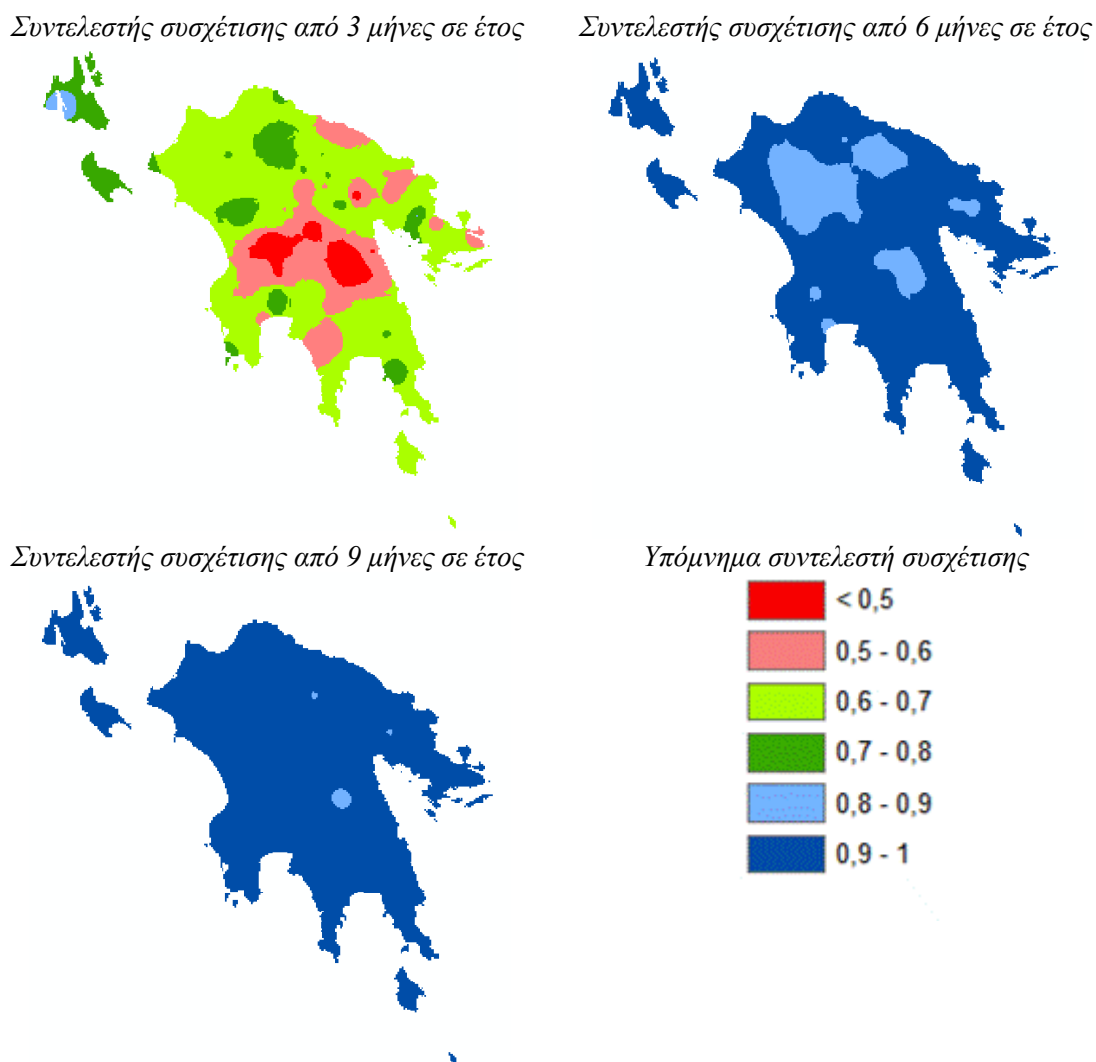 Συντελεστής συσχέτισης από 3 μήνες σε έτος
Συντελεστής συσχέτισης από 6 μήνες σε έτος
Συντελεστής συσχέτισης από 9 μήνες σε έτος
Υπόμνημα συντελεστή συσχέτισης
< 0,5
0,5 - 0,6
0,6 - 0,7
0,7 - 0,8
0,8 - 0,9
0,9 - 1